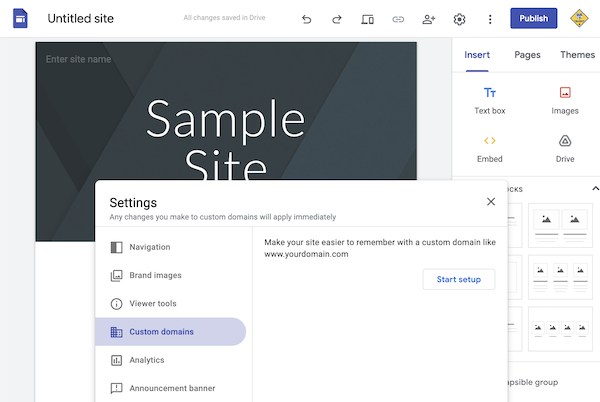 Untitled site
All changes saved in Drive
Publish
Enter site name
Sample
Site
Insert
Pages
Themes
Text box
Images
Embed
Drive
Settings
Any changes you make to custom domains will apply immediately
Navigation
Brand images
Viewer tools
Custom domains
Analytics
Announcement banner
Make your site easier to remember with a custom domain like
www.yourdomain.com
Start setup
group